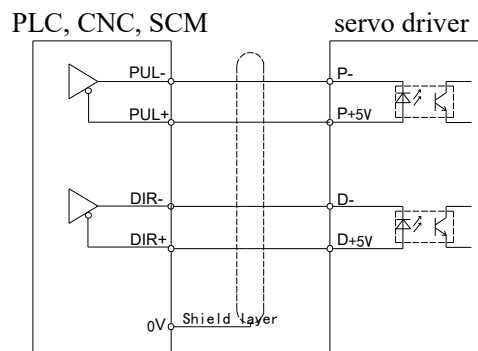 PLC, CNC, SCM
servo driver
PUL-
P-
PUL+
P+5V
DIR-
D-
DIR+
D+5V
0V
Shield layer